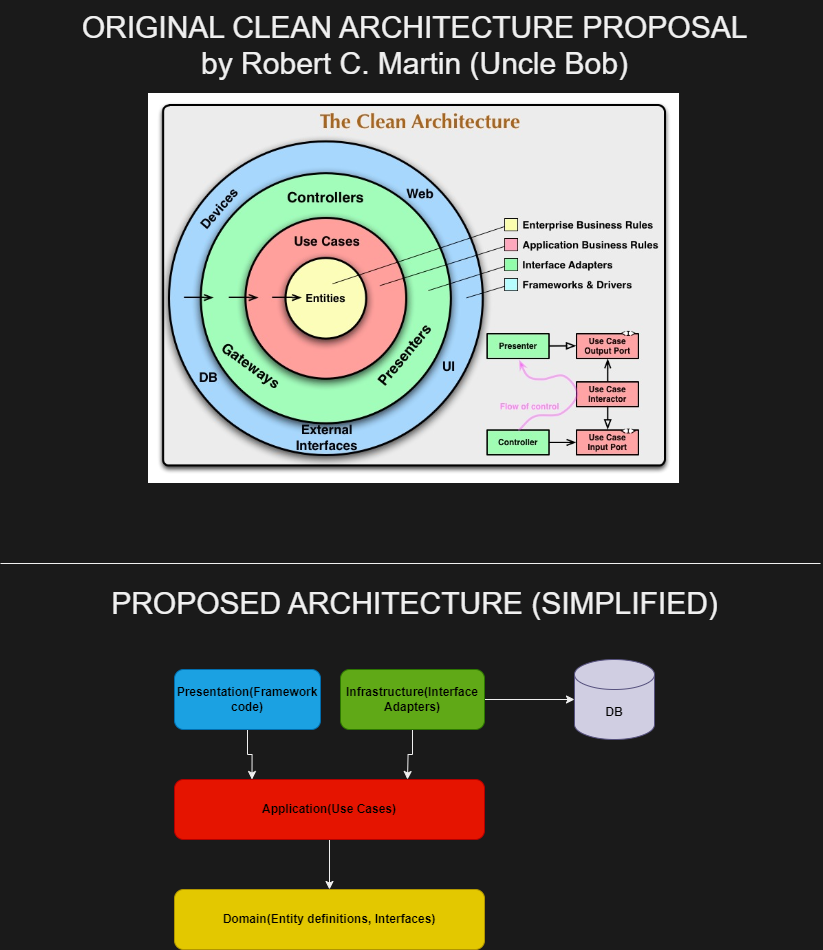 ORIGINAL CLEAN ARCHITECTURE PROPOSAL
by Robert C. Martin (Uncle Bob)
The Clean Architecture
Devices
Controllers
Web
Use Cases
Entities
Gateways
Presenters
DB
UI
External
Interfaces
Enterprise Business Rules
Application Business Rules
Interface Adapters
Frameworks & Drivers
Presenter
<I>
Use Case
Output Port
Use Case
Interactor
Flow of control
Controller
<I>
Use Case
Input Port
PROPOSED ARCHITECTURE (SIMPLIFIED)
Presentation(Framework
code)
Infrastructure(Interface
Adapters)
DB
Application(Use Cases)
Domain(Entity definitions, Interfaces)